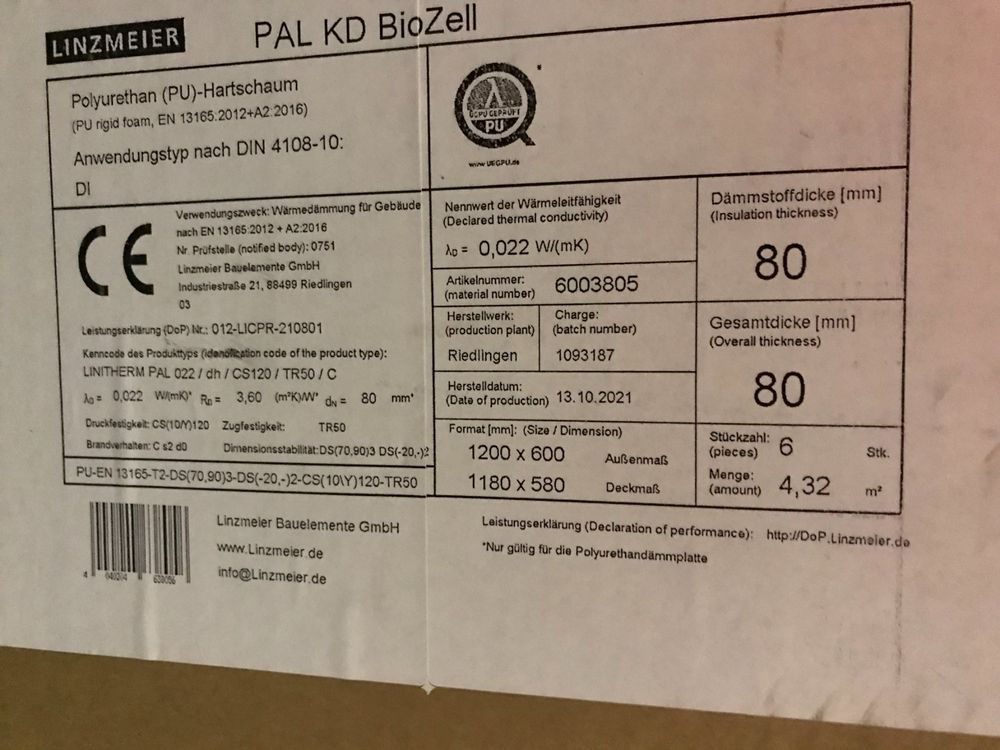 LINZMEIER
PAL KD BioZell
Polyurethan (PU)-Hartschaum
(PU rigid foam, EN 13165:2012+A2:2016)
Anwendungstyp nach DIN 4108-10:
DI
ÜGPU GEPRÜFT
PU
www.UEGPU.de
CE
Verwendungszweck: Wärmedämmung für Gebäude
nach EN 13165:2012 + A2:2016
Nr. Prüfstelle (notified body): 0751
Linzmeier Bauelemente GmbH
Industriestraße 21, 88499 Riedlingen
03
Leistungserklärung (DoP) Nr.: 012-LICPR-210801
Kenncode des Produkttyps (identification code of the product type):
LINITHERM PAL 022 / dh / CS120 / TR50 / C
λD = 0,022 W/(mK)* RD = 3,60 (m²K)/W* dN = 80 mm*
Druckfestigkeit: CS(10/Y)120 Zugfestigkeit: TR50
Brandverhalten: C s2 d0 Dimensionsstabilität: DS(70,90)3 DS(-20,-)2
PU-EN 13165-T2-DS(70,90)3-DS(-20,-)2-CS(10\Y)120-TR50
Nennwert der Wärmeleitfähigkeit
(Declared thermal conductivity)
λD = 0,022 W/(mK)
Artikelnummer:
(material number) 6003805
Herstellwerk:
(production plant)
Riedlingen
Charge:
(batch number)
1093187
Herstelldatum:
(Date of production) 13.10.2021
Format [mm]: (Size / Dimension)
1200 x 600 Außenmaß
1180 x 580 Deckmaß
Dämmstoffdicke [mm]
(Insulation thickness)
80
Gesamtdicke [mm]
(Overall thickness)
80
Stückzahl:
(pieces) 6 Stk.
Menge:
(amount) 4,32 m²
Linzmeier Bauelemente GmbH
www.Linzmeier.de
info@Linzmeier.de
Leistungserklärung (Declaration of performance): http://DoP.Linzmeier.de
*Nur gültig für die Polyurethandämmplatte